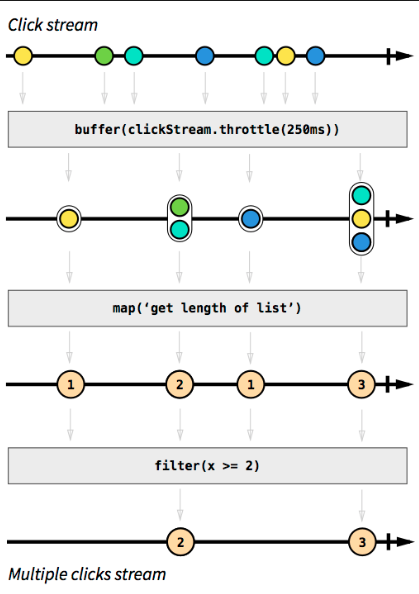 Click stream
buffer(clickStream.throttle(250ms))
map(‘get length of list’)
1 2 1 3
filter(x >= 2)
2 3
Multiple clicks stream